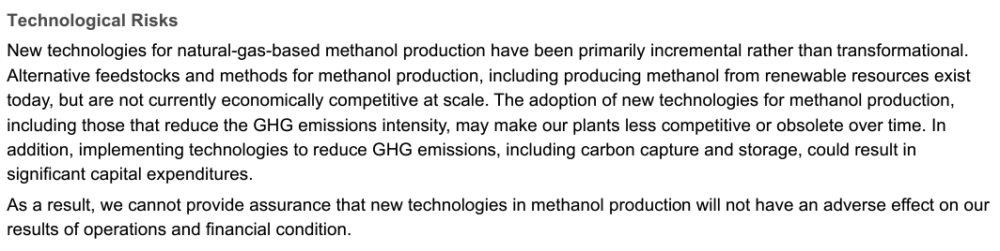 Technological Risks
New technologies for natural-gas-based methanol production have been primarily incremental rather than transformational.
Alternative feedstocks and methods for methanol production, including producing methanol from renewable resources exist
today, but are not currently economically competitive at scale. The adoption of new technologies for methanol production,
including those that reduce the GHG emissions intensity, may make our plants less competitive or obsolete over time. In
addition, implementing technologies to reduce GHG emissions, including carbon capture and storage, could result in
significant capital expenditures.
As a result, we cannot provide assurance that new technologies in methanol production will not have an adverse effect on our
results of operations and financial condition.